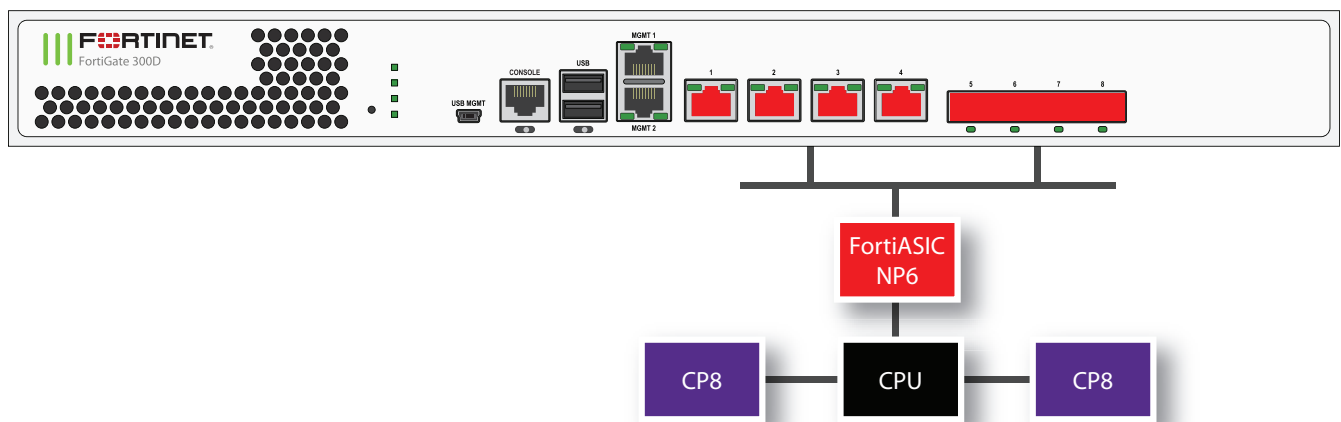 FORTINET
FortiGate 300D
USB MGMT
CONSOLE
USB
MGMT 1
MGMT 2
1 2 3 4
5 6 7 8
FortiASIC
NP6
CP8
CPU
CP8